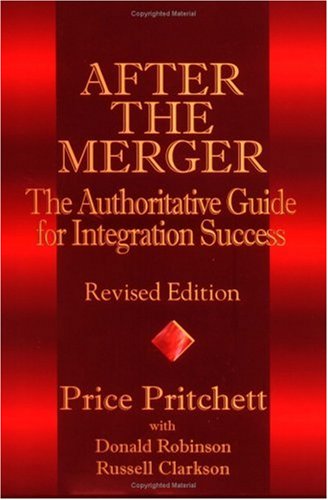 AFTER
THE
MERGER
The Authoritative Guide
for Integration Success
Revised Edition
Price Pritchett
with
Donald Robinson
Russell Clarkson